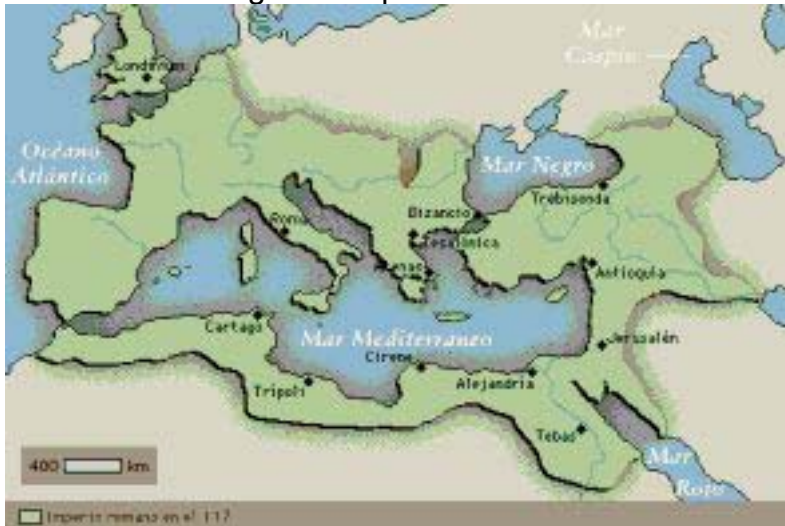 Mar
Caspio
Londinium
Océano
Atlántico
Mar Negro
Trebisonda
Bizancio
Roma
Tesalónica
Atenas
Antioquía
Cartago
Mar Mediterráneo
Jerusalén
Cirene
Trípoli
Alejandría
Tebas
Mar
Rojo
400 km
Imperio romano en el 117